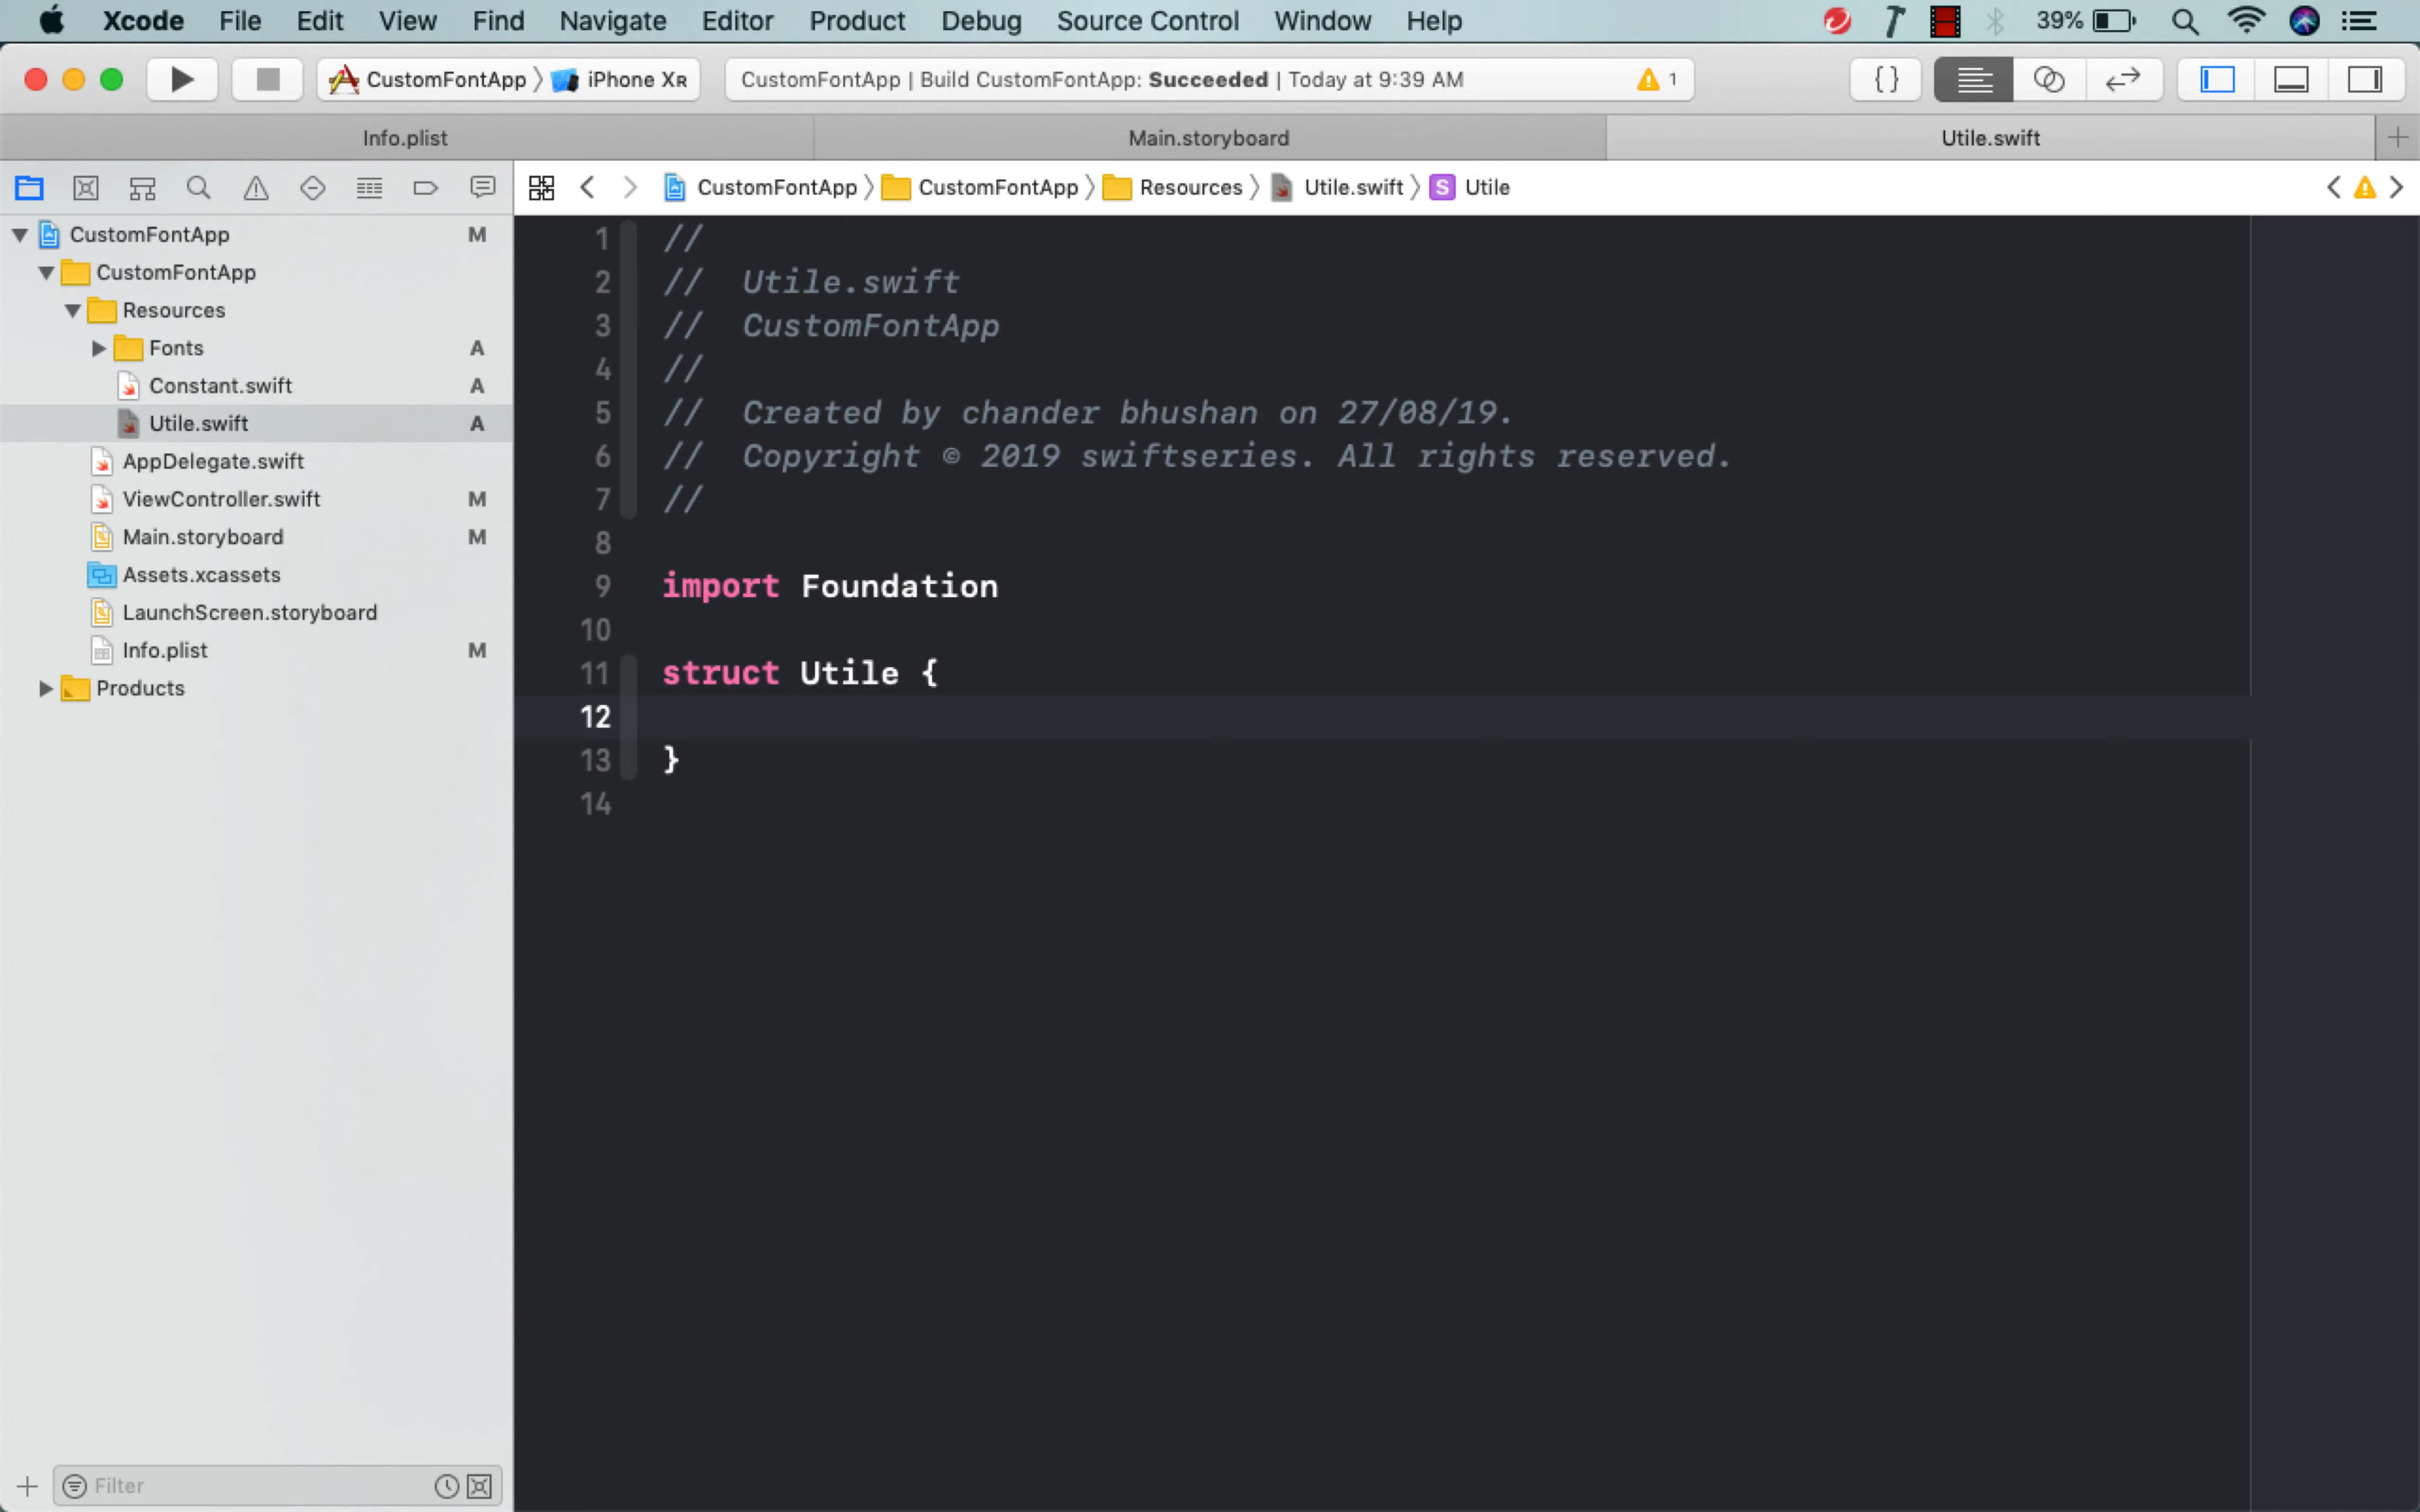 Xcode File Edit View Find Navigate Editor Product Debug Source Control Window Help 39%
CustomFontApp iPhone XR CustomFontApp | Build CustomFontApp: Succeeded | Today at 9:39 AM 1 { }
Info.plist Main.storyboard Utile.swift
CustomFontApp CustomFontApp Resources Utile.swift S Utile
CustomFontApp M
CustomFontApp
Resources
Fonts A
Constant.swift A
Utile.swift A
AppDelegate.swift
ViewController.swift M
Main.storyboard M
Assets.xcassets
LaunchScreen.storyboard
Info.plist M
Products
Filter
1 //
2 //  Utile.swift
3 //  CustomFontApp
4 //
5 //  Created by chander bhushan on 27/08/19.
6 //  Copyright © 2019 swiftseries. All rights reserved.
7 //
8
9 import Foundation
10
11 struct Utile {
12
13 }
14